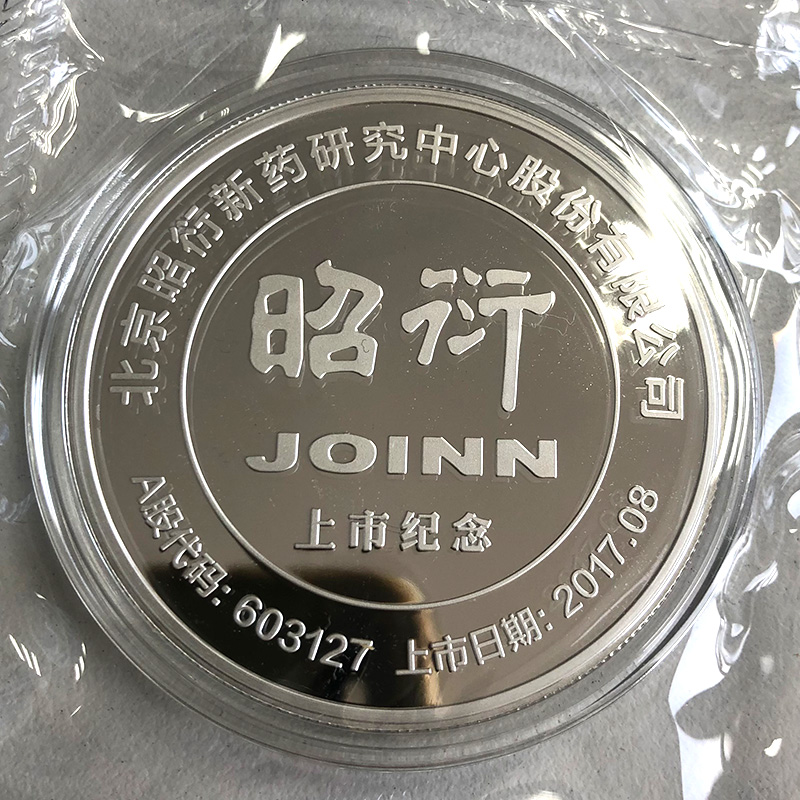 北京昭衍新药研究中心股份有限公司
昭衍
JOINN
上市纪念
A股代码: 603127
上市日期: 2017.08